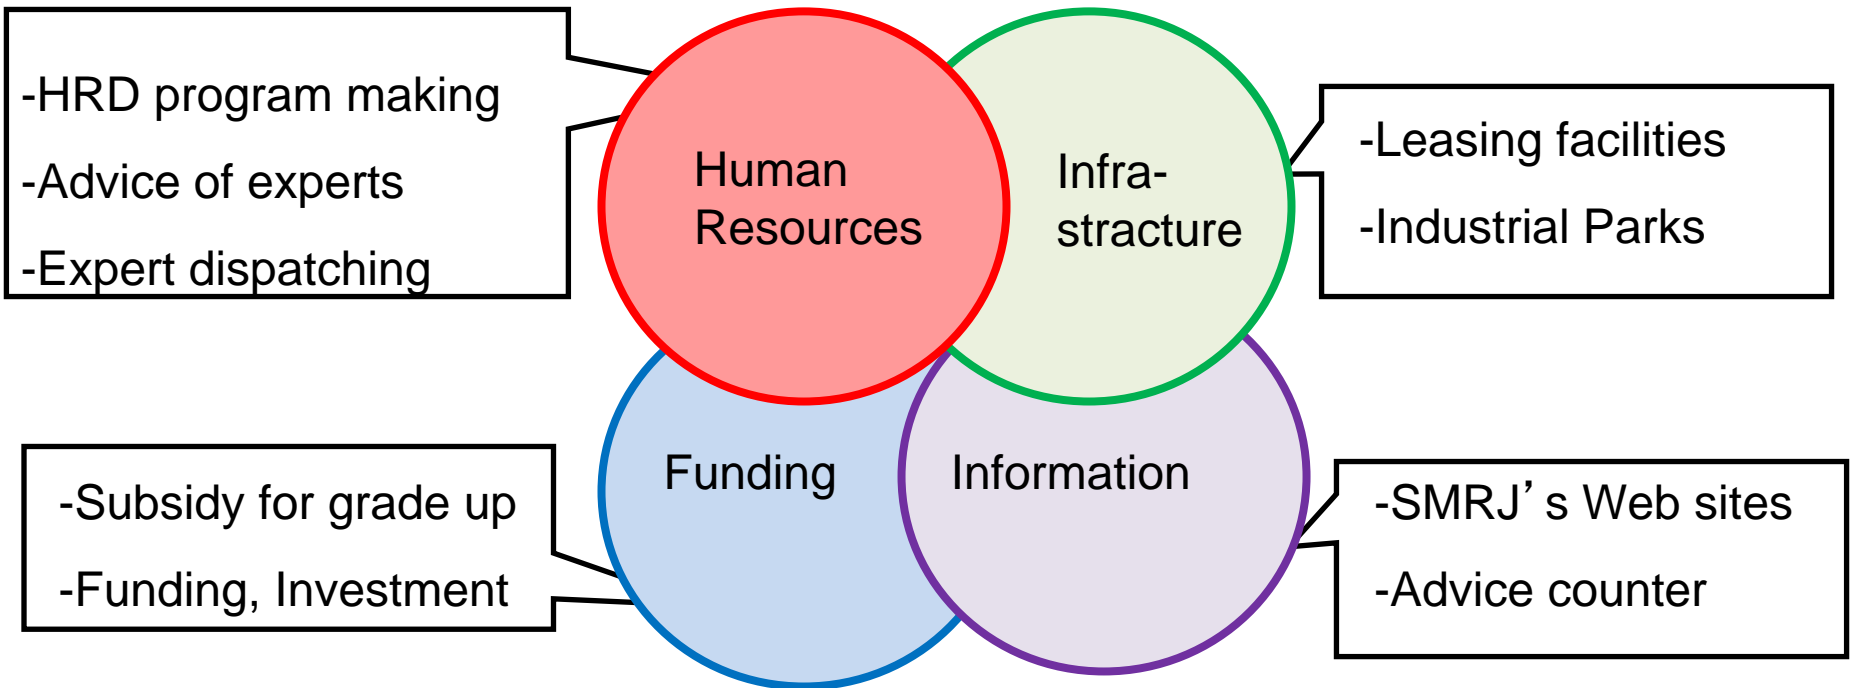 -HRD program making
-Advice of experts
-Expert dispatching
Human
Resources
Infra-
stracture
-Leasing facilities
-Industrial Parks
-Subsidy for grade up
-Funding, Investment
Funding
Information
-SMRJ’s Web sites
-Advice counter